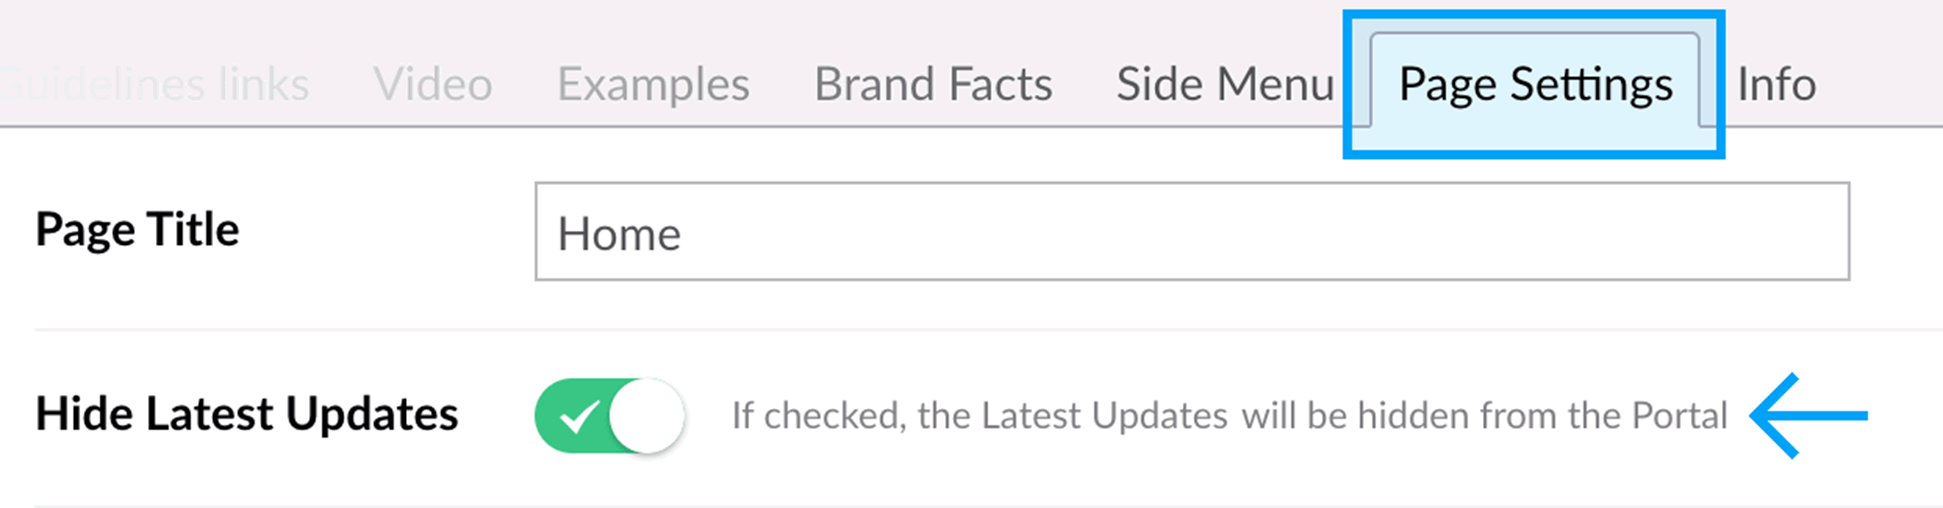 Guidelines links Video Examples Brand Facts Side Menu Page Settings Info
Page Title Home
Hide Latest Updates If checked, the Latest Updates will be hidden from the Portal